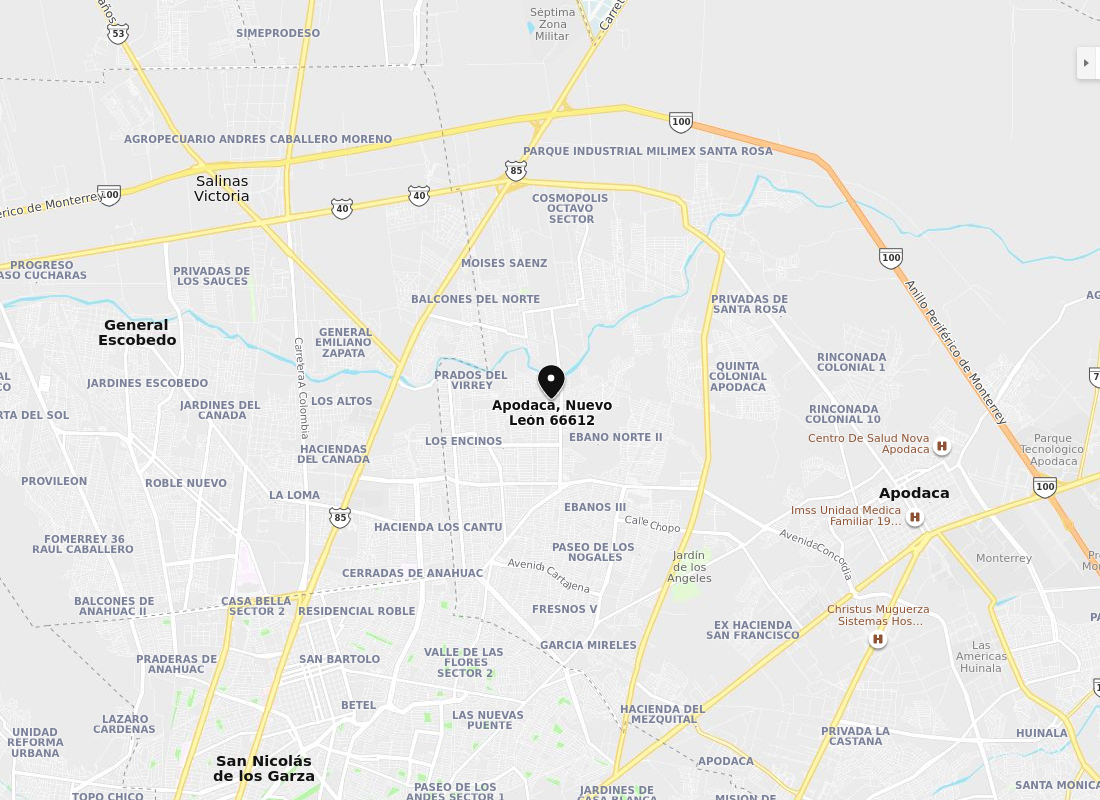 Séptima
Zona
Militar
53
SIMEPRODESO
100
AGROPECUARIO ANDRES CABALLERO MORENO
PARQUE INDUSTRIAL MILIMEX SANTA ROSA
85
Salinas
Victoria
40
40
COSMOPOLIS
OCTAVO
SECTOR
erico de Monterrey
PROGRESO
ASO CUCHARAS
PRIVADAS DE
LOS SAUCES
MOISES SAENZ
100
BALCONES DEL NORTE
PRIVADAS DE
SANTA ROSA
Anillo Periférico de Monterrey
General
Escobedo
GENERAL
EMILIANO
ZAPATA
Carretera A Colombia
RINCONADA
COLONIAL 1
PRADOS DEL
VIRREY
QUINTA
COLONIAL
APODACA
JARDINES ESCOBEDO
JARDINES DEL
CANADA
LOS ALTOS
Apodaca, Nuevo
León 66612
RINCONADA
COLONIAL 10
RTA DEL SOL
LOS ENCINOS
EBANO NORTE II
Centro De Salud Nova
Apodaca
H
Parque
Tecnologico
Apodaca
HACIENDAS
DEL CANADA
PROVILEON
ROBLE NUEVO
LA LOMA
Apodaca
100
85
HACIENDA LOS CANTU
EBANOS III
Calle Chopo
Imss Unidad Medica
Familiar 19...
H
FOMERREY 36
RAUL CABALLERO
PASEO DE LOS
NOGALES
Avenida Concordia
Jardín
de los
Angeles
Monterrey
CERRADAS DE ANAHUAC
Avenida Cartajena
BALCONES DE
ANAHUAC II
CASA BELLA
SECTOR 2
RESIDENCIAL ROBLE
FRESNOS V
Christus Muguerza
Sistemas Hos...
H
EX HACIENDA
SAN FRANCISCO
GARCIA MIRELES
PRADERAS DE
ANAHUAC
SAN BARTOLO
VALLE DE LAS
FLORES
SECTOR 2
Las
Américas
Huinala
BETEL
LAS NUEVAS
PUENTE
HACIENDA DEL
MEZQUITAL
LAZARO
CARDENAS
UNIDAD
REFORMA
URBANA
PRIVADA LA
CASTANA
HUINALA
San Nicolás
de los Garza
APODACA
SANTA MONICA
TOPO CHICO
PASEO DE LOS
ANDES SECTOR 1
JARDINES DE
CASA BLANCA
MISION DE